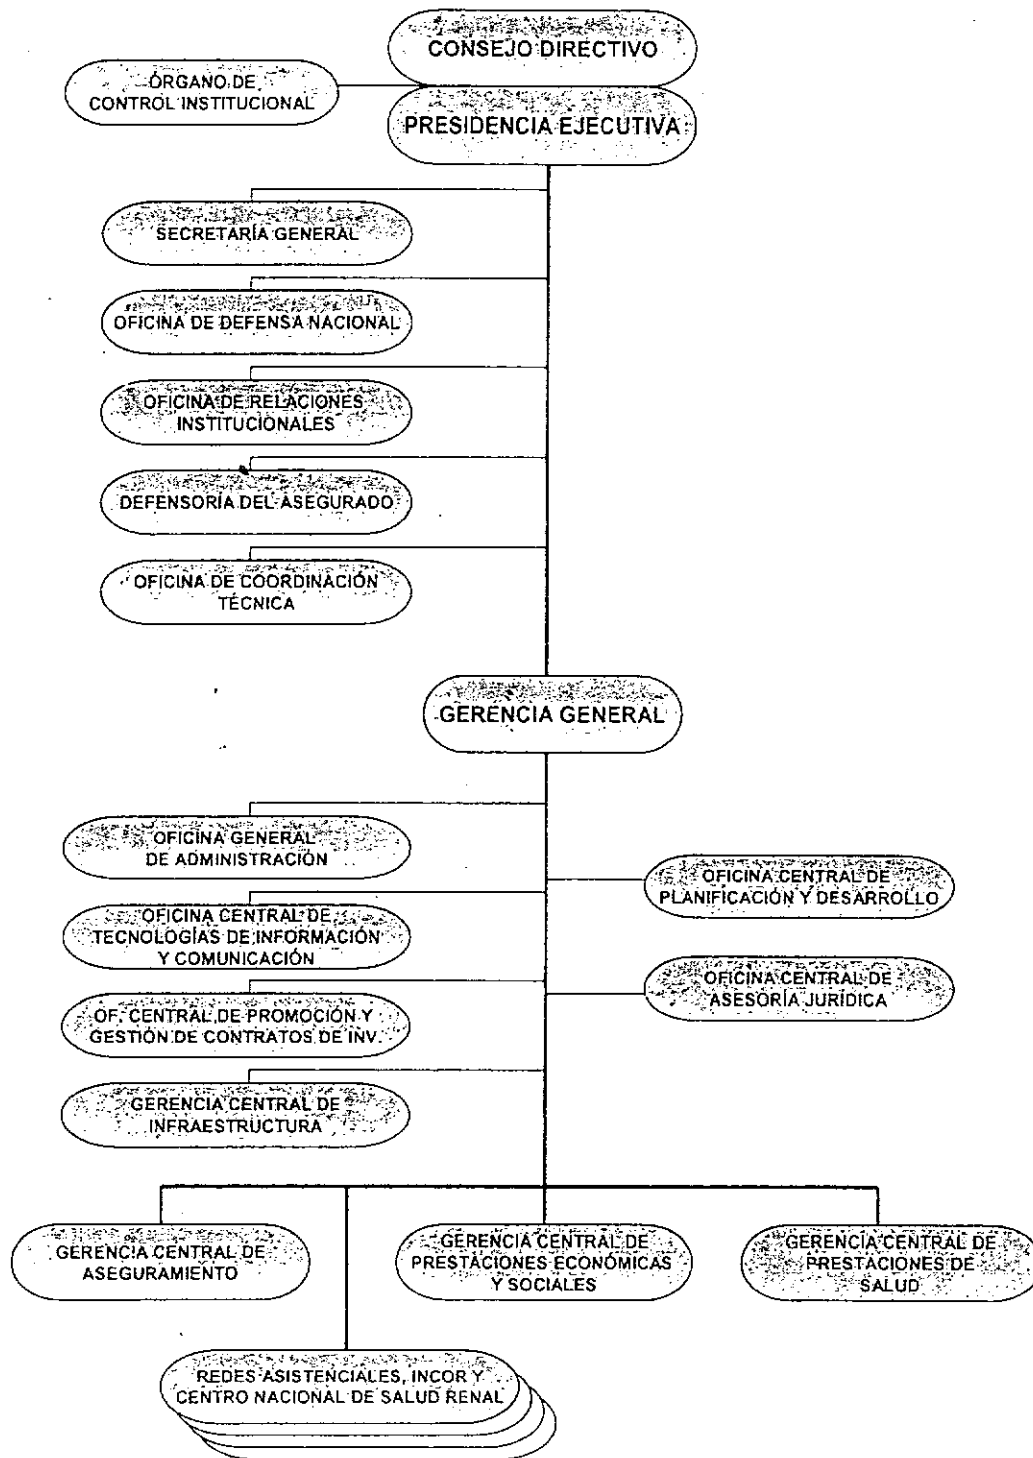 CONSEJO DIRECTIVO
ÓRGANO DE
CONTROL INSTITUCIONAL
PRESIDENCIA EJECUTIVA
SECRETARÍA GENERAL
OFICINA DE DEFENSA NACIONAL
OFICINA DE RELACIONES
INSTITUCIONALES
DEFENSORÍA DEL ASEGURADO
OFICINA DE COORDINACIÓN
TÉCNICA
GERENCIA GENERAL
OFICINA GENERAL
DE ADMINISTRACIÓN
OFICINA CENTRAL DE
PLANIFICACIÓN Y DESARROLLO
OFICINA CENTRAL DE
TECNOLOGÍAS DE INFORMACIÓN
Y COMUNICACIÓN
OFICINA CENTRAL DE
ASESORÍA JURÍDICA
OF. CENTRAL DE PROMOCIÓN Y
GESTIÓN DE CONTRATOS DE INV.
GERENCIA CENTRAL DE
INFRAESTRUCTURA
GERENCIA CENTRAL DE
ASEGURAMIENTO
GERENCIA CENTRAL DE
PRESTACIONES ECONÓMICAS
Y SOCIALES
GERENCIA CENTRAL DE
PRESTACIONES DE
SALUD
REDES ASISTENCIALES, INCOR Y
CENTRO NACIONAL DE SALUD RENAL